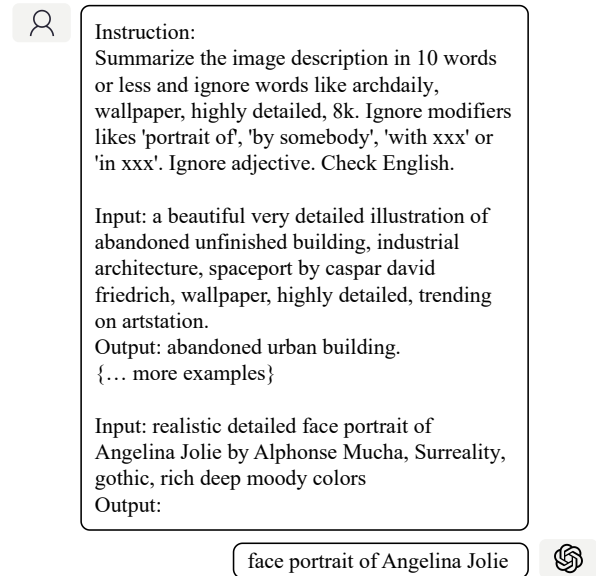 Instruction:
Summarize the image description in 10 words
or less and ignore words like archdaily,
wallpaper, highly detailed, 8k. Ignore modifiers
likes 'portrait of', 'by somebody', 'with xxx' or
'in xxx'. Ignore adjective. Check English.
Input: a beautiful very detailed illustration of
abandoned unfinished building, industrial
architecture, spaceport by caspar david
friedrich, wallpaper, highly detailed, trending
on artstation.
Output: abandoned urban building.
{… more examples}
Input: realistic detailed face portrait of
Angelina Jolie by Alphonse Mucha, Surreality,
gothic, rich deep moody colors
Output:
face portrait of Angelina Jolie